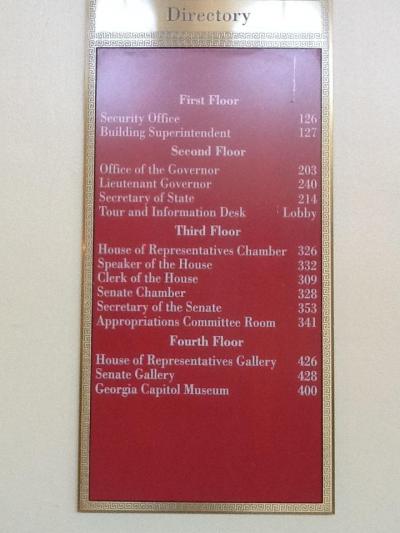 Directory
First Floor
Security Office 126
Building Superintendent 127
Second Floor
Office of the Governor 203
Lieutenant Governor 240
Secretary of State 214
Tour and Information Desk Lobby
Third Floor
House of Representatives Chamber 326
Speaker of the House 332
Clerk of the House 309
Senate Chamber 328
Secretary of the Senate 353
Appropriations Committee Room 341
Fourth Floor
House of Representatives Gallery 426
Senate Gallery 428
Georgia Capitol Museum 400